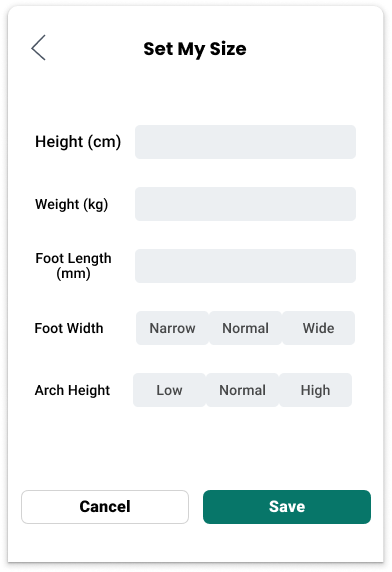 Set My Size
Height (cm)
Weight (kg)
Foot Length
(mm)
Foot Width
Narrow Normal Wide
Arch Height
Low Normal High
Cancel Save